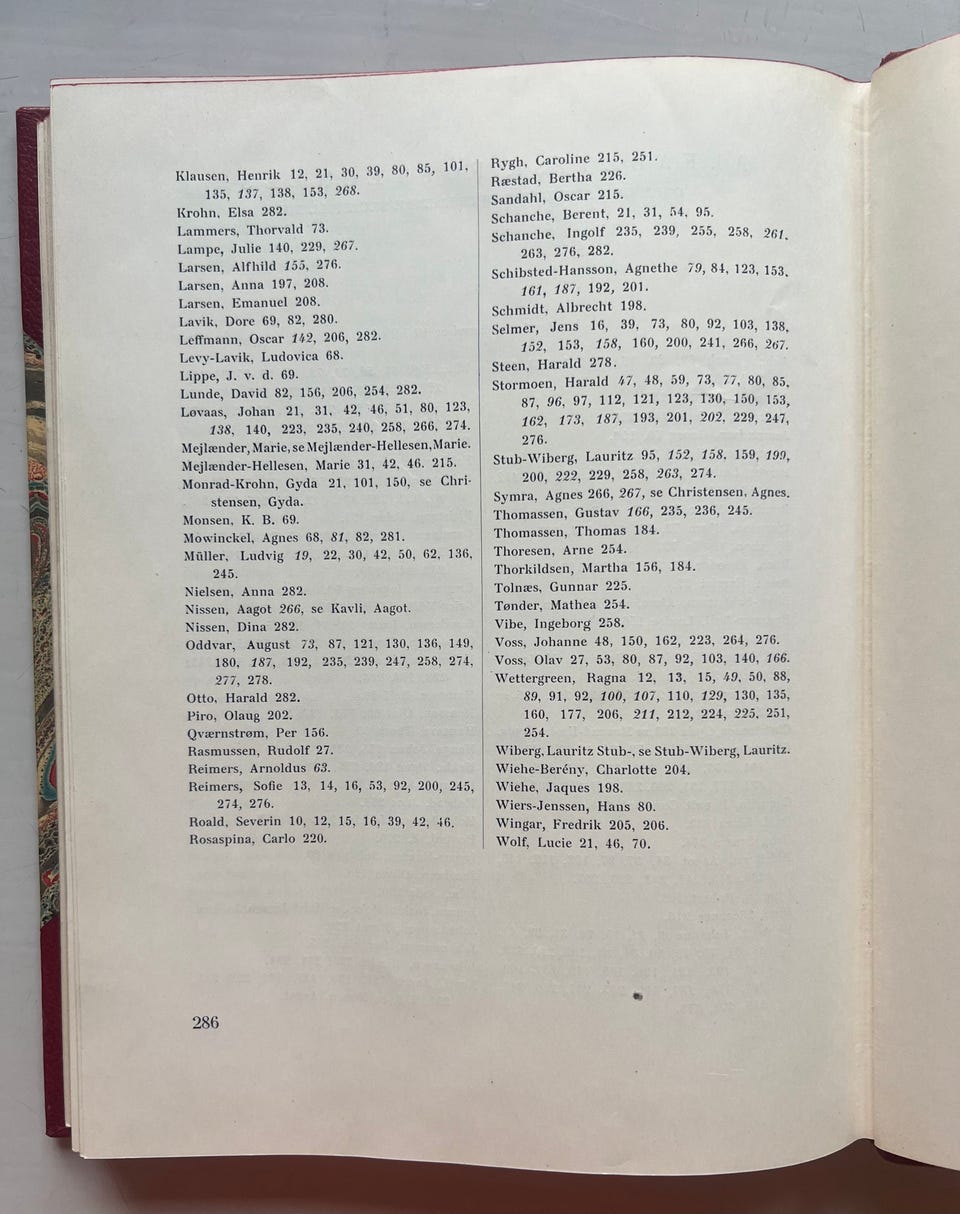 Klausen, Henrik 12, 21, 30, 39, 80, 85, 101,
135, 137, 138, 153, 268.
Krohn, Elsa 282.
Lammers, Thorvald 73.
Lampe, Julie 140, 229, 267.
Larsen, Alfhild 155, 276.
Larsen, Anna 197, 208.
Larsen, Emanuel 208.
Lavik, Dore 69, 82, 280.
Leffmann, Oscar 142, 206, 282.
Levy-Lavik, Ludovica 68.
Lippe, J. v. d. 69.
Lunde, David 82, 156, 206, 254, 282.
Løvaas, Johan 21, 31, 42, 46, 51, 80, 123,
138, 140, 223, 235, 240, 258, 266, 274.
Mejlænder, Marie, se Mejlænder-Hellesen, Marie.
Mejlænder-Hellesen, Marie 31, 42, 46. 215.
Monrad-Krohn, Gyda 21, 101, 150, se Chri-
stensen, Gyda.
Monsen, K. B. 69.
Mowinckel, Agnes 68, 81, 82, 281.
Müller, Ludvig 19, 22, 30, 42, 50, 62, 136,
245.
Nielsen, Anna 282.
Nissen, Aagot 266, se Kavli, Aagot.
Nissen, Dina 282.
Oddvar, August 73, 87, 121, 130, 136, 149,
180, 187, 192, 235, 239, 247, 258, 274,
277, 278.
Otto, Harald 282.
Piro, Olaug 202.
Qværnstrøm, Per 156.
Rasmussen, Rudolf 27.
Reimers, Arnoldus 63.
Reimers, Sofie 13, 14, 16, 53, 92, 200, 245,
274, 276.
Roald, Severin 10, 12, 15, 16, 39, 42, 46.
Rosaspina, Carlo 220.
Rygh, Caroline 215, 251.
Ræstad, Bertha 226.
Sandahl, Oscar 215.
Schanche, Berent, 21, 31, 54, 95.
Schanche, Ingolf 235, 239, 255, 258, 261,
263, 276, 282.
Schibsted-Hansson, Agnethe 79, 84, 123, 153,
161, 187, 192, 201.
Schmidt, Albrecht 198.
Selmer, Jens 16, 39, 73, 80, 92, 103, 138,
152, 153, 158, 160, 200, 241, 266, 267.
Steen, Harald 278.
Stormoen, Harald 47, 48, 59, 73, 77, 80, 85,
87, 96, 97, 112, 121, 123, 130, 150, 153,
162, 173, 187, 193, 201, 202, 229, 247,
276.
Stub-Wiberg, Lauritz 95, 152, 158, 159, 199,
200, 222, 229, 258, 263, 274.
Symra, Agnes 266, 267, se Christensen, Agnes.
Thomassen, Gustav 166, 235, 236, 245.
Thomassen, Thomas 184.
Thoresen, Arne 254.
Thorkildsen, Martha 156, 184.
Tolnæs, Gunnar 225.
Tønder, Mathea 254.
Vibe, Ingeborg 258.
Voss, Johanne 48, 150, 162, 223, 264, 276.
Voss, Olav 27, 53, 80, 87, 92, 103, 140, 166.
Wettergreen, Ragna 12, 13, 15, 49, 50, 88,
89, 91, 92, 100, 107, 110, 129, 130, 135,
160, 177, 206, 211, 212, 224, 225, 251,
254.
Wiberg, Lauritz Stub-, se Stub-Wiberg, Lauritz.
Wiehe-Berény, Charlotte 204.
Wiehe, Jaques 198.
Wiers-Jenssen, Hans 80.
Wingar, Fredrik 205, 206.
Wolf, Lucie 21, 46, 70.
286